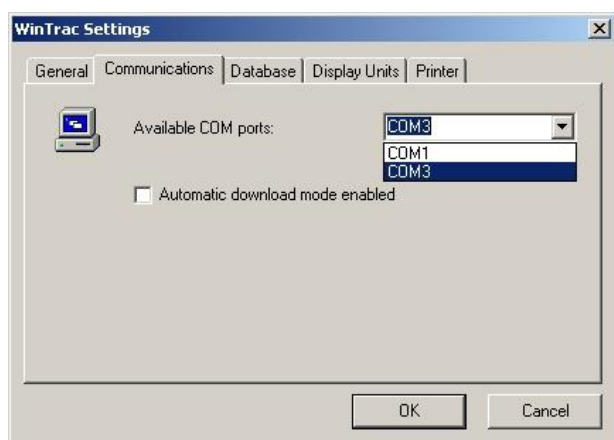 WinTrac Settings
General Communications Database Display Units Printer
Available COM ports: COM3
COM1
COM3
Automatic download mode enabled
OK Cancel